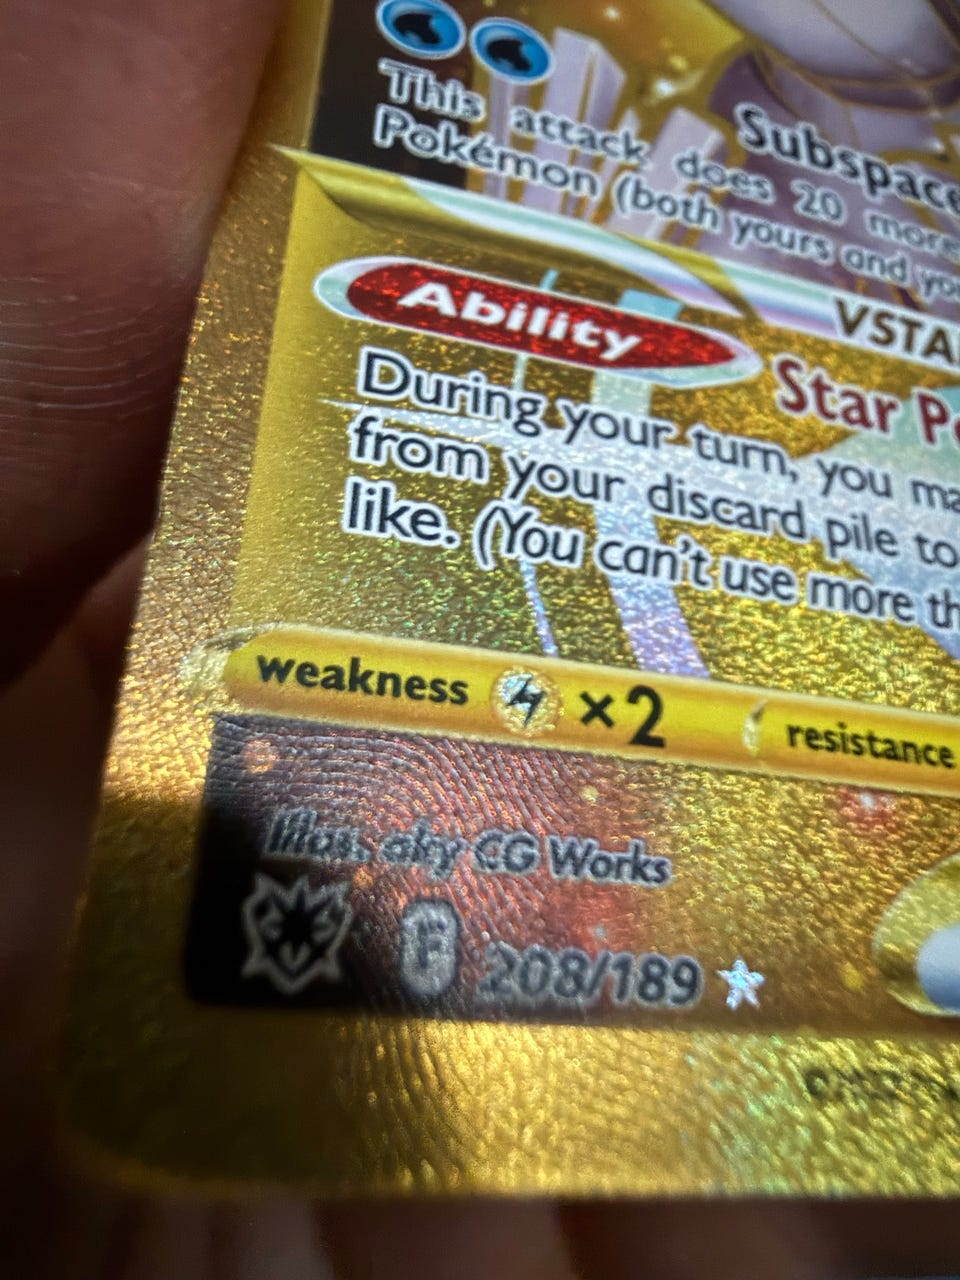 Subspace
This attack does 20 more
Pokémon (both yours and yo
VSTA
Ability Star P
During your turn, you ma
from your discard pile to
like. (You can't use more th
weakness ×2 resistance
Illus. aky CG Works
F 208/189